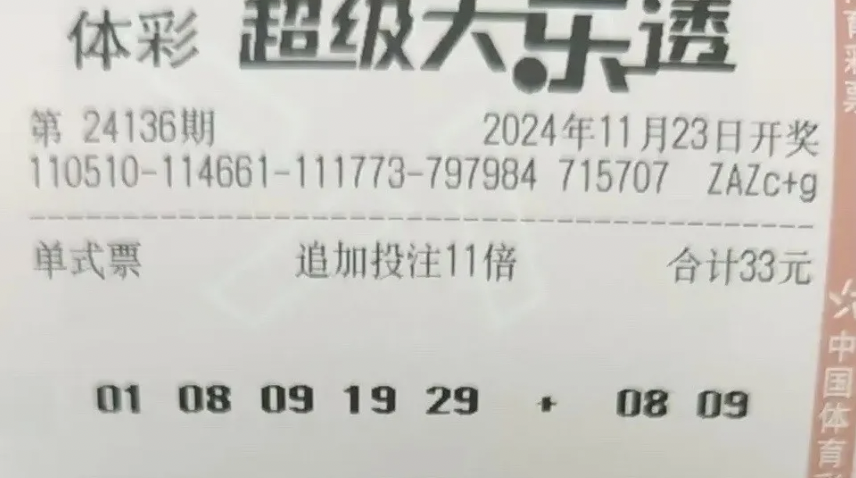 体彩 超级大乐透
第 24136期 2024年11月23日开奖
110510-114661-111773-797984 715707 ZAZc+g
单式票 追加投注11倍 合计33元
01 08 09 19 29 + 08 09
育彩票
中国体育